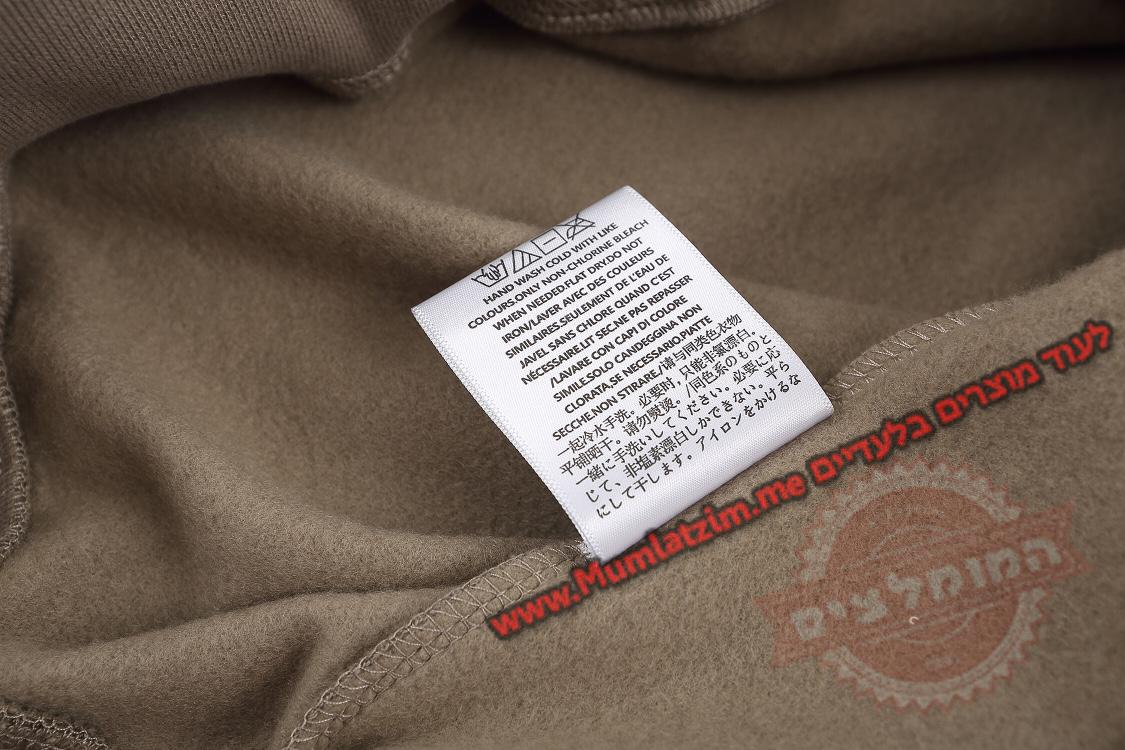 HAND WASH COLD WITH LIKE
COLOURS.ONLY NON-CHLORINE BLEACH
WHEN NEEDED.FLAT DRY.DO NOT
IRON/LAVER AVEC DES COULEURS
SIMILAIRES.SEULEMENT DE L'EAU DE
JAVEL SANS CHLORE QUAND C'EST
NÉCESSAIRE.LIT SEC.NE PAS REPASSER
/LAVARE CON CAPI DI COLORE
SIMILE.SOLO CANDEGGINA NON
CLORATA.SE NECESSARIO.PIATTE
SECCHE.NON STIRARE/请与同类色衣物
一起冷水手洗。必要时，只能非氯漂白。
平铺晒干。请勿熨烫。/同色系のものと
一緒に手洗いしてください。必要に応
じて、非塩素漂白しかできない。平ら
にして干します。アイロンをかけるな
לעוד מוצרים בלעדיים www.Mumlatzim.me
המומלצים